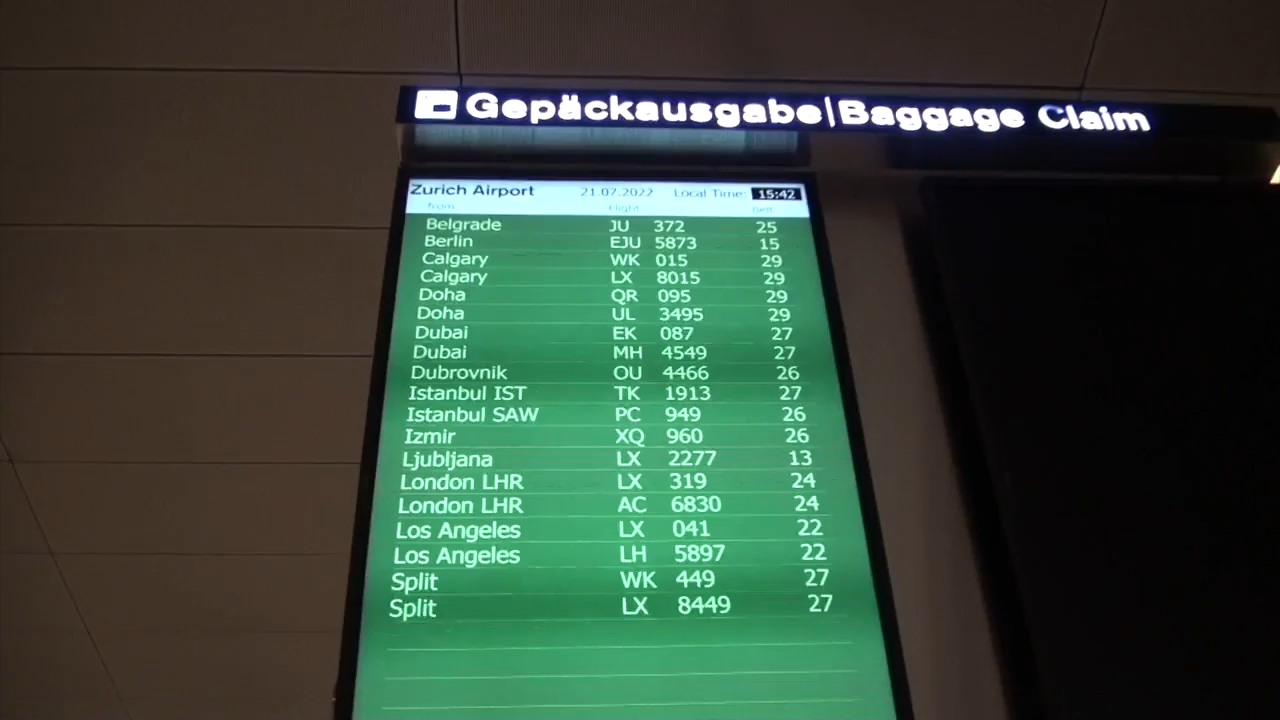 Gepäckausgabe|Baggage Claim
Zurich Airport 21.07.2022 Local Time: 15:42
from Flight Belt
Belgrade JU 372 25
Berlin EJU 5873 15
Calgary WK 015 29
Calgary LX 8015 29
Doha QR 095 29
Doha UL 3495 29
Dubai EK 087 27
Dubai MH 4549 27
Dubrovnik OU 4466 26
Istanbul IST TK 1913 27
Istanbul SAW PC 949 26
Izmir XQ 960 26
Ljubljana LX 2277 13
London LHR LX 319 24
London LHR AC 6830 24
Los Angeles LX 041 22
Los Angeles LH 5897 22
Split WK 449 27
Split LX 8449 27